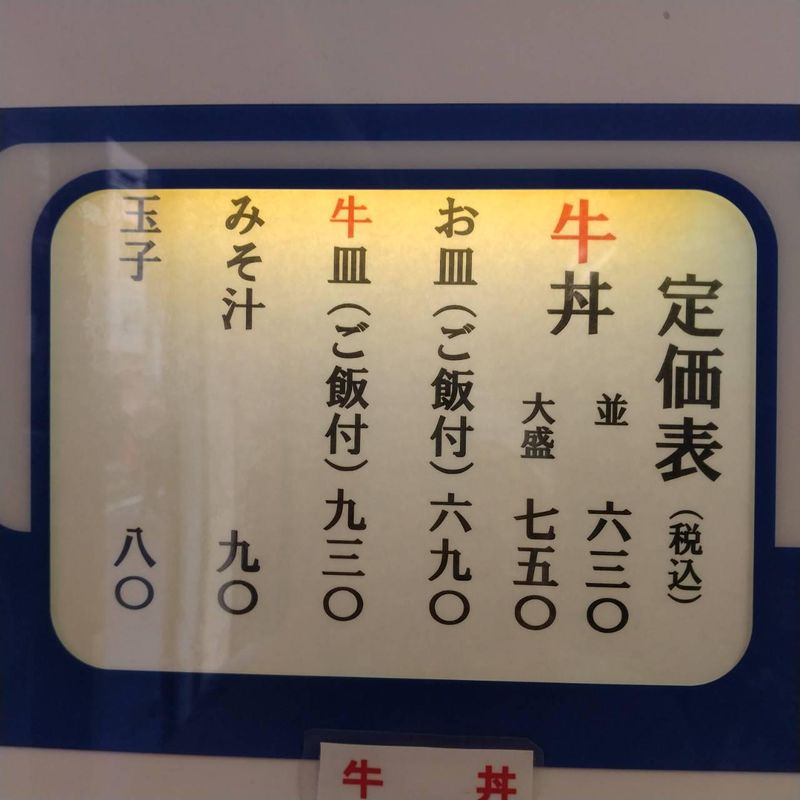 定価表（税込）
牛丼 並 六三〇
大盛 七五〇
お皿（ご飯付）六九〇
牛皿（ご飯付）九三〇
みそ汁 九〇
玉子 八〇
牛 丼